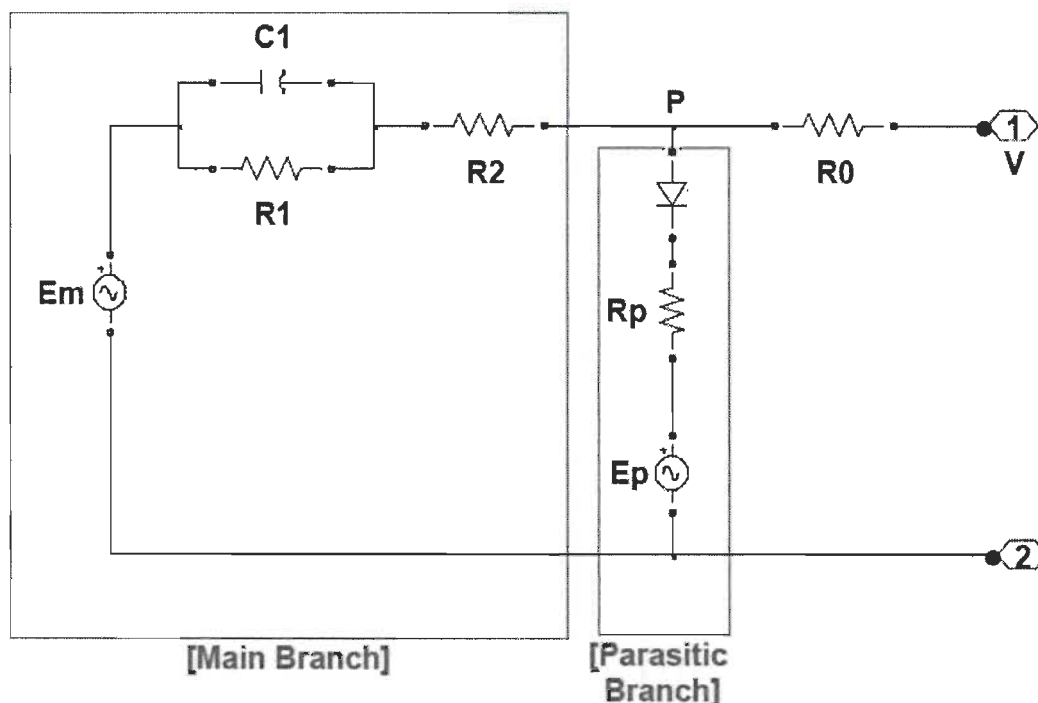 C1
P
1
R2
R0
V
R1
Em
Rp
Ep
2
[Main Branch]
[Parasitic
Branch]